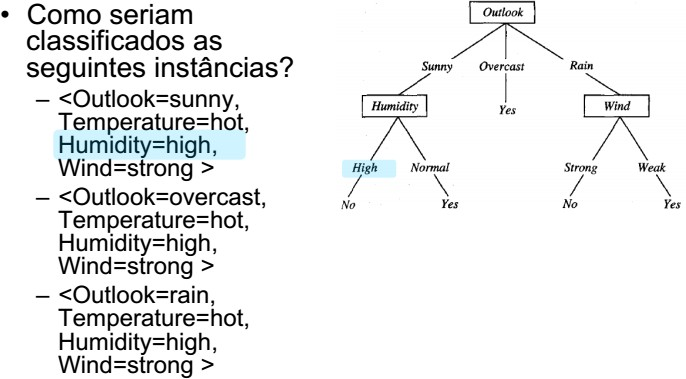 • Como seriam
classificados as
seguintes instâncias?
– <Outlook=sunny,
Temperature=hot,
Humidity=high,
Wind=strong >
– <Outlook=overcast,
Temperature=hot,
Humidity=high,
Wind=strong >
– <Outlook=rain,
Temperature=hot,
Humidity=high,
Wind=strong >
Outlook
Sunny Overcast Rain
Humidity Yes Wind
High Normal Strong Weak
No Yes No Yes